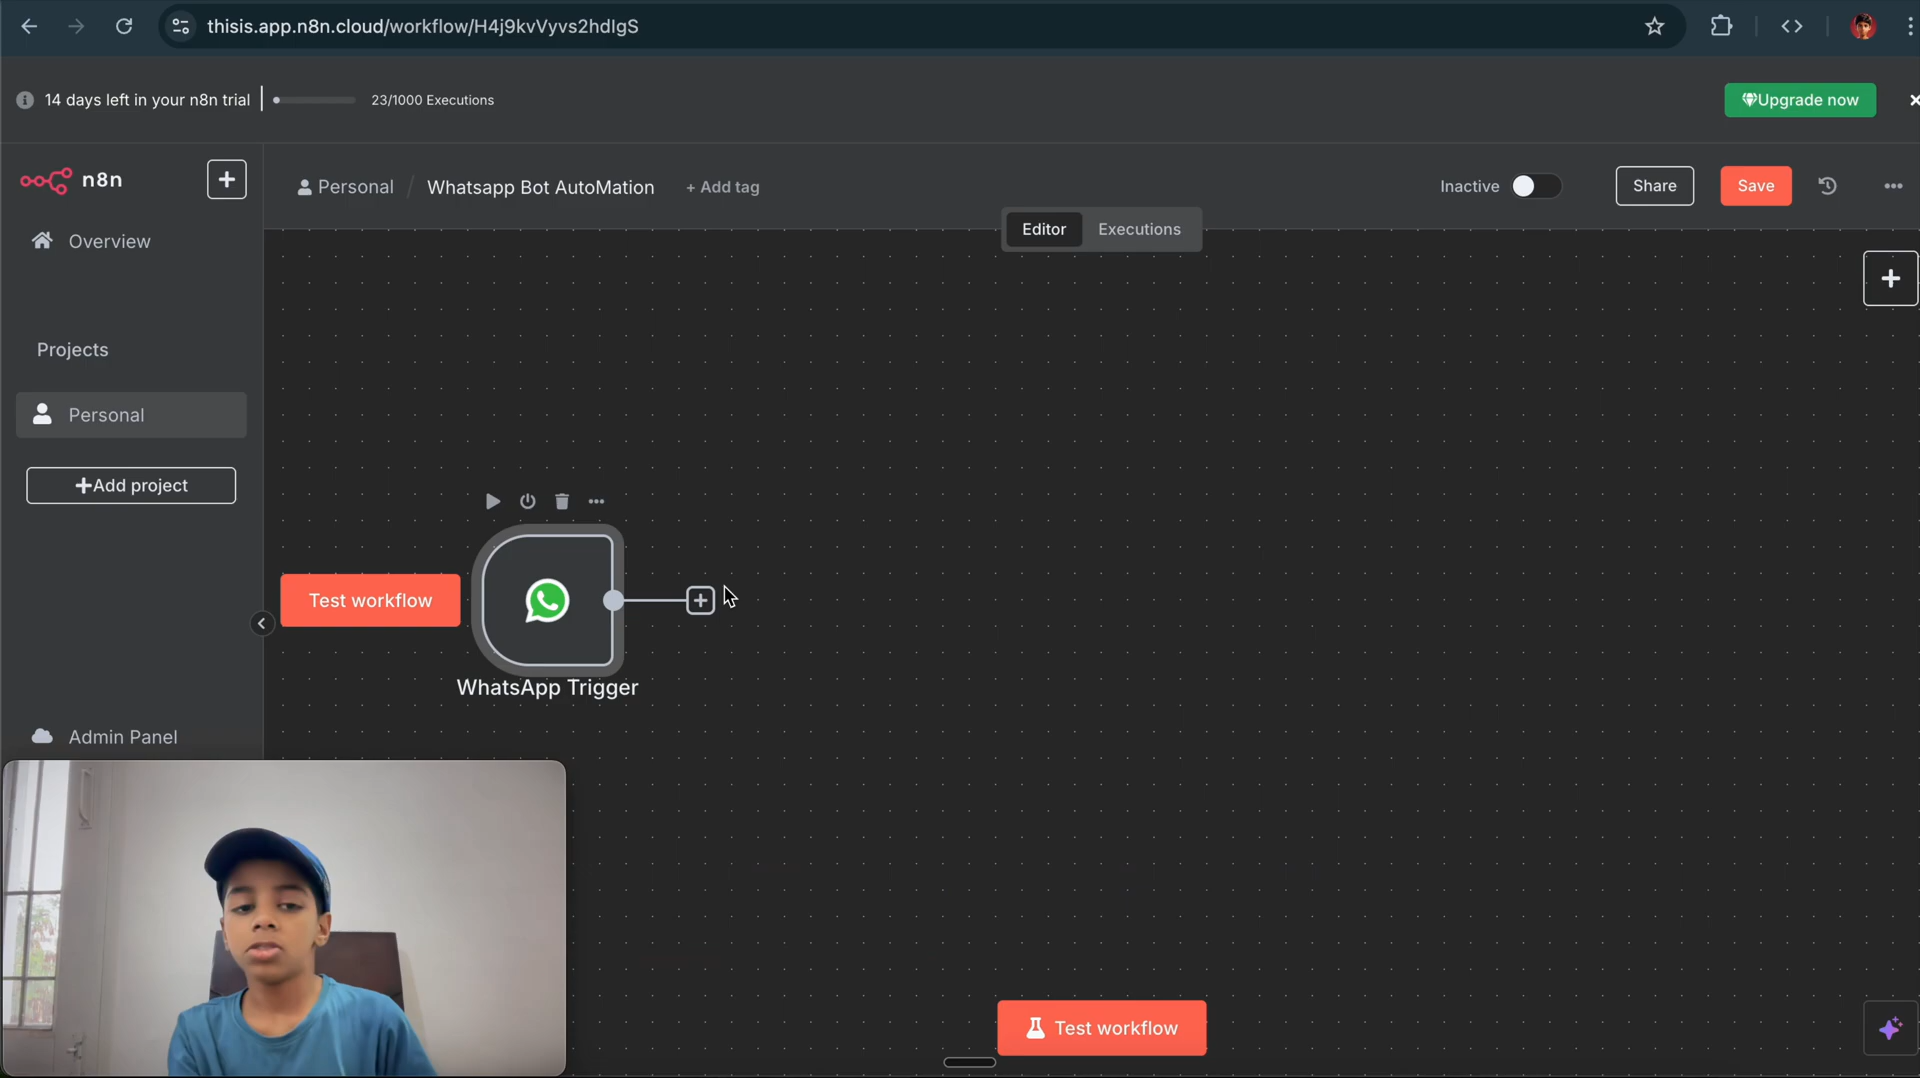 thisis.app.n8n.cloud/workflow/H4j9kvVyvs2hdIgS
14 days left in your n8n trial
23/1000 Executions
Upgrade now
n8n
Personal / Whatsapp Bot AutoMation
+ Add tag
Inactive
Share
Save
Editor
Executions
Overview
Projects
Personal
Add project
Test workflow
WhatsApp Trigger
Admin Panel
Test workflow